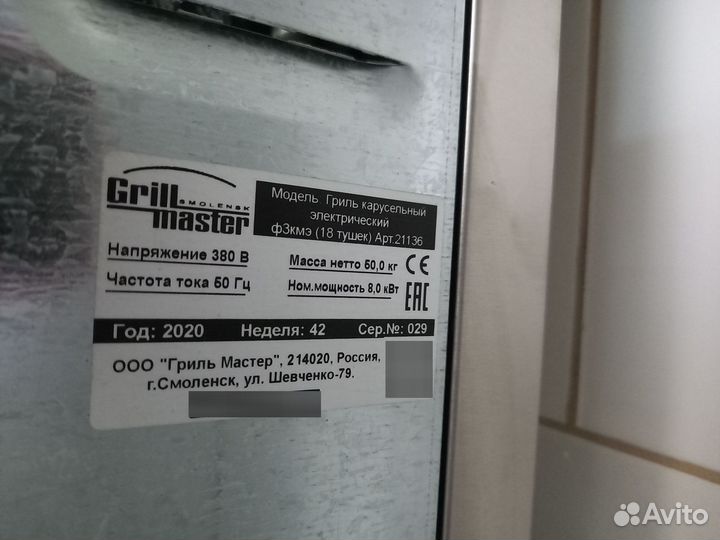 Grill
SMOLENSK
master
Модель Гриль карусельный
электрический
ф3кмэ (18 тушек) Арт.21136
Напряжение 380 В
Масса нетто 50,0 кг
CE
Частота тока 50 Гц
Ном.мощность 8,0 кВт
EAC
Год: 2020 Неделя: 42 Сер.№: 029
ООО "Гриль Мастер", 214020, Россия,
г.Смоленск, ул. Шевченко-79.
Avito